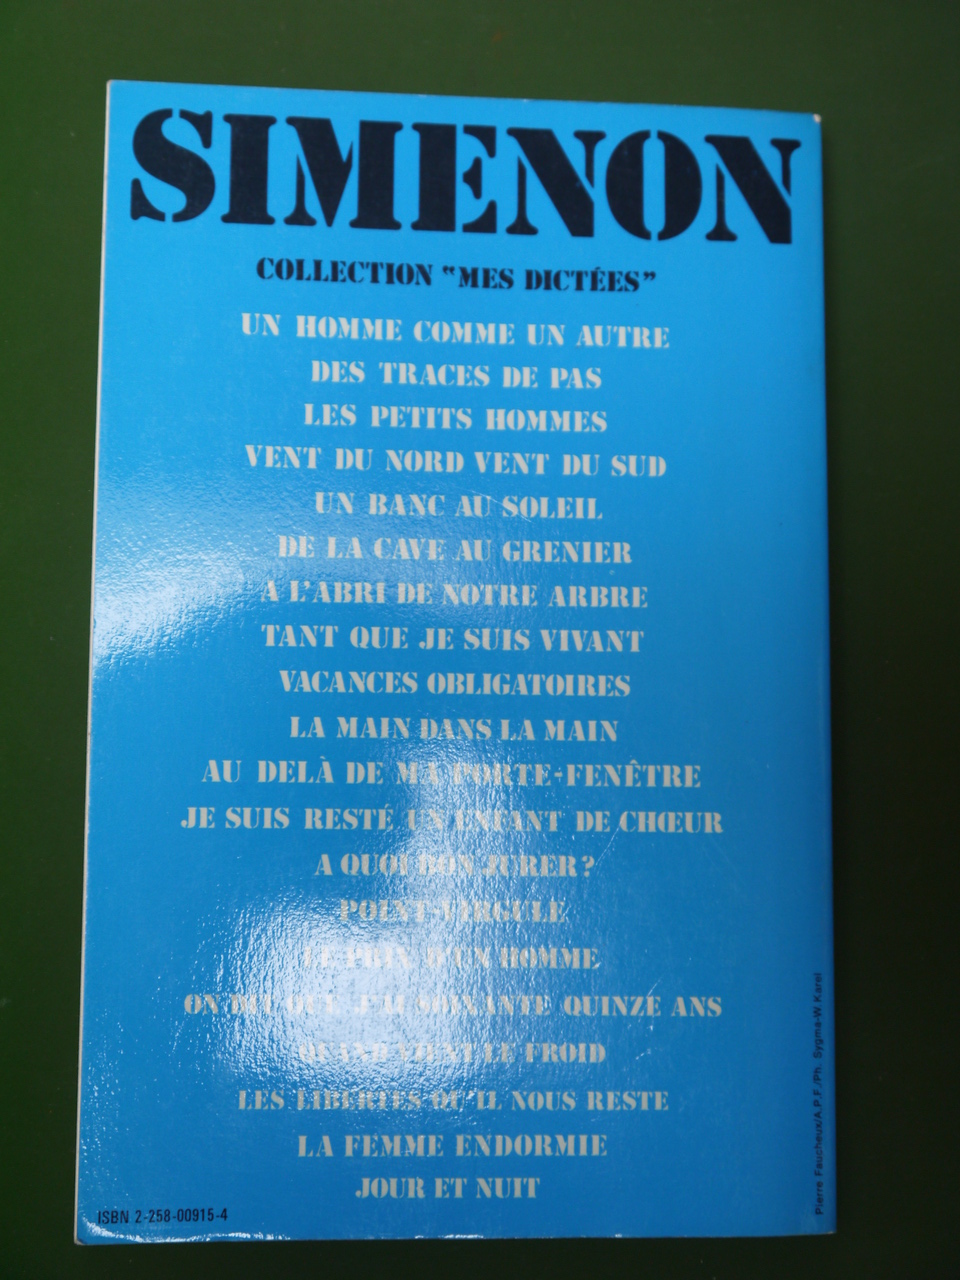 SIMENON
COLLECTION "MES DICTÉES"
UN HOMME COMME UN AUTRE
DES TRACES DE PAS
LES PETITS HOMMES
VENT DU NORD VENT DU SUD
UN BANC AU SOLEIL
DE LA CAVE AU GRENIER
A L'ABRI DE NOTRE ARBRE
TANT QUE JE SUIS VIVANT
VACANCES OBLIGATOIRES
LA MAIN DANS LA MAIN
AU DELÀ DE MA PORTE-FENÊTRE
JE SUIS RESTÉ UN ENFANT DE CHŒUR
A QUOI BON JURER?
POINT-VIRGULE
LE PRIX D'UN HOMME
ON DIT QUE J'AI SOIXANTE QUINZE ANS
QUAND VIENT LE FROID
LES LIBERTÉS QU'IL NOUS RESTE
LA FEMME ENDORMIE
JOUR ET NUIT
ISBN 2-258-00915-4
Pierre Faucheux/A.P.F./Ph. Sygma-W. Karel